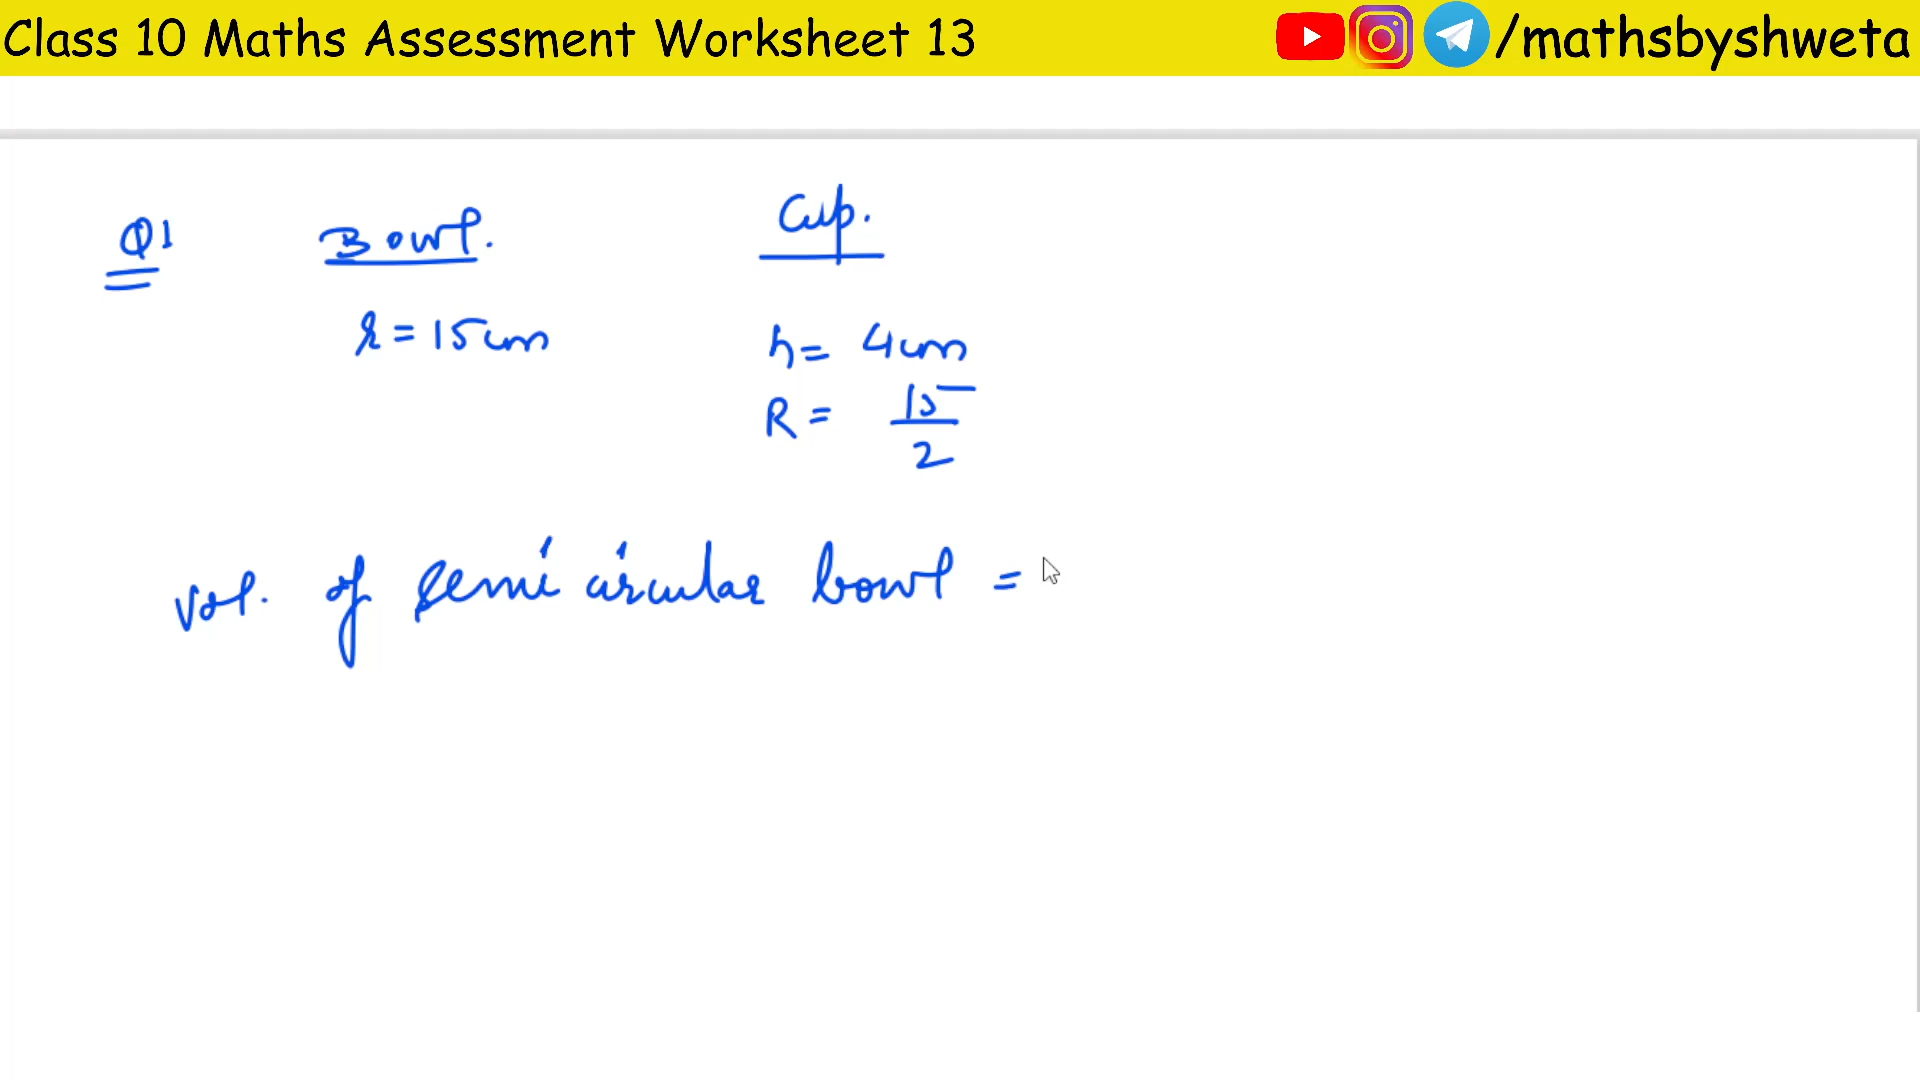 Class 10 Maths Assessment Worksheet 13 /mathsbyshweta
Q1 Bowl. Cup.
r = 15cm h = 4cm
R = 15/2
Vol. of semi circular bowl =